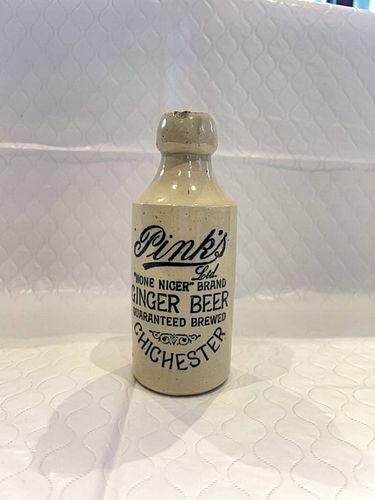 Pink's
Ltd.
"NONE NICER" BRAND
GINGER BEER
GUARANTEED BREWED
CHICHESTER